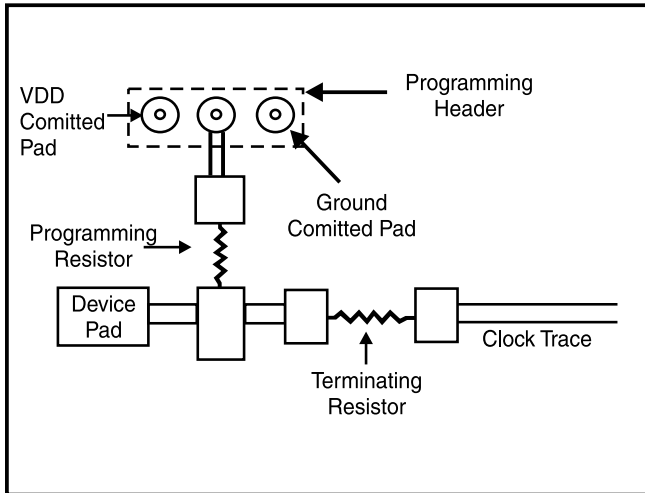 VDD
Comitted
Pad
Programming
Header
Ground
Comitted Pad
Programming
Resistor
Device
Pad
Clock Trace
Terminating
Resistor